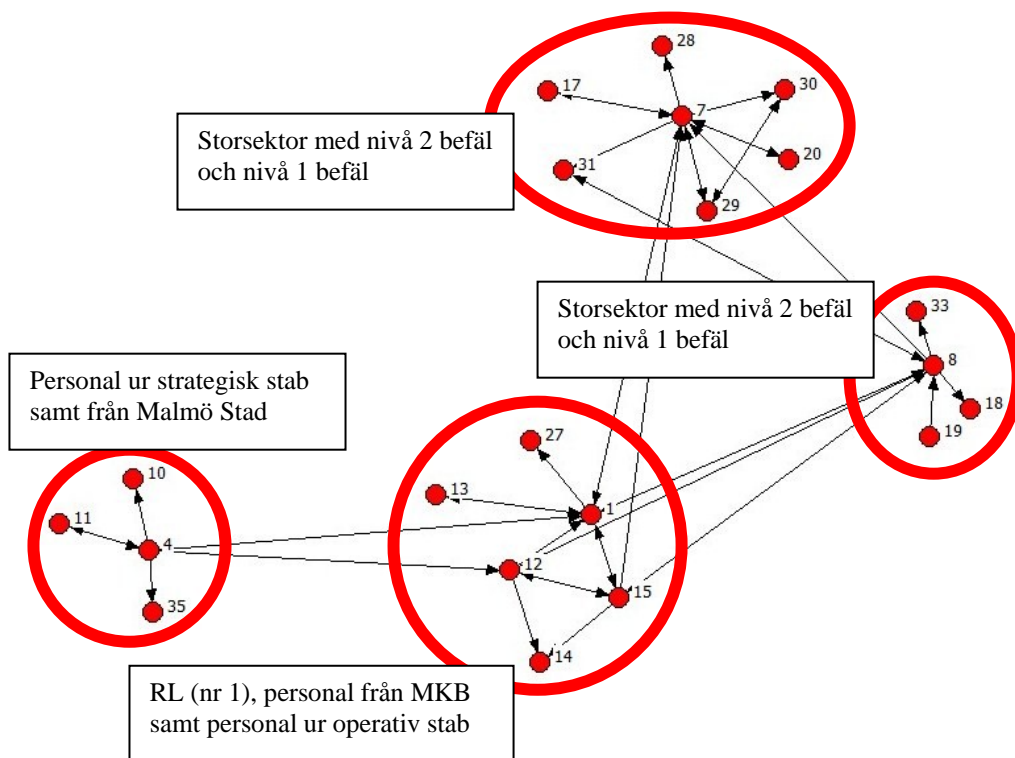 28
17
30
7
Storsektor med nivå 2 befäl
och nivå 1 befäl
31
20
29
Storsektor med nivå 2 befäl
och nivå 1 befäl
33
8
18
19
Personal ur strategisk stab
samt från Malmö Stad
10
11
4
35
27
13
1
12
15
14
RL (nr 1), personal från MKB
samt personal ur operativ stab